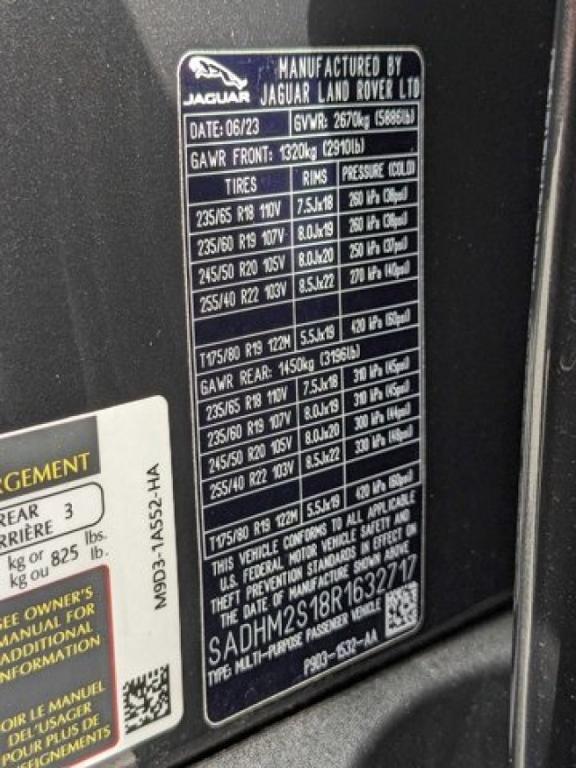 MANUFACTURED BY
JAGUAR JAGUAR LAND ROVER LTD
DATE: 06/23 GVWR: 2670kg (5886lb)
GAWR FRONT: 1320kg (2910lb)
TIRES RIMS PRESSURE (COLD)
235/65 R18 110V 7.5Jx18 260 kPa (38psi)
235/60 R19 107V 8.0Jx19 260 kPa (38psi)
245/50 R20 105V 8.0Jx20 250 kPa (37psi)
255/40 R22 103V 8.5Jx22 270 kPa (40psi)
T175/80 R19 122M 5.5Jx19 420 kPa (60psi)
GAWR REAR: 1450kg (3196lb)
235/65 R18 110V 7.5Jx18 310 kPa (45psi)
235/60 R19 107V 8.0Jx19 310 kPa (45psi)
245/50 R20 105V 8.0Jx20 300 kPa (44psi)
255/40 R22 103V 8.5Jx22 330 kPa (48psi)
T175/80 R19 122M 5.5Jx19 420 kPa (60psi)
THIS VEHICLE CONFORMS TO ALL APPLICABLE
U.S. FEDERAL MOTOR VEHICLE SAFETY AND
THEFT PREVENTION STANDARDS IN EFFECT ON
THE DATE OF MANUFACTURE SHOWN ABOVE
SADHM2S18R1632717
TYPE: MULTI-PURPOSE PASSENGER VEHICLE
P9D3-1532-AA
RGEMENT
REAR 3
RRIÈRE
kg or 825 lbs.
kg ou lb.
SEE OWNER'S
MANUAL FOR
ADDITIONAL
NFORMATION
OIR LE MANUEL
DEL'USAGER
POUR PLUS DE
SEIGNEMENTS
M9D3-1A552-HA